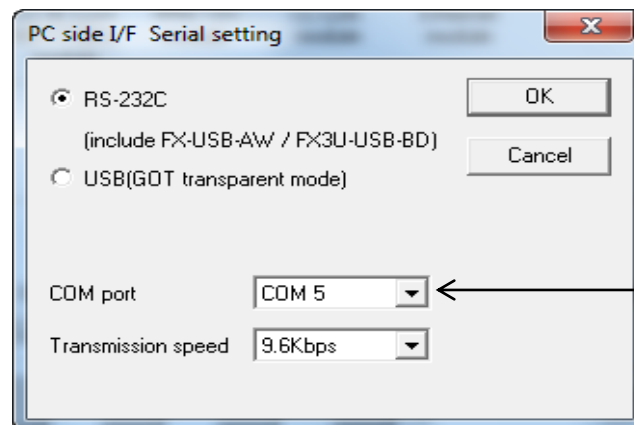 PC side I/F Serial setting
RS-232C
OK
(include FX-USB-AW / FX3U-USB-BD)
Cancel
USB(GOT transparent mode)
COM port
COM 5
Transmission speed
9.6Kbps